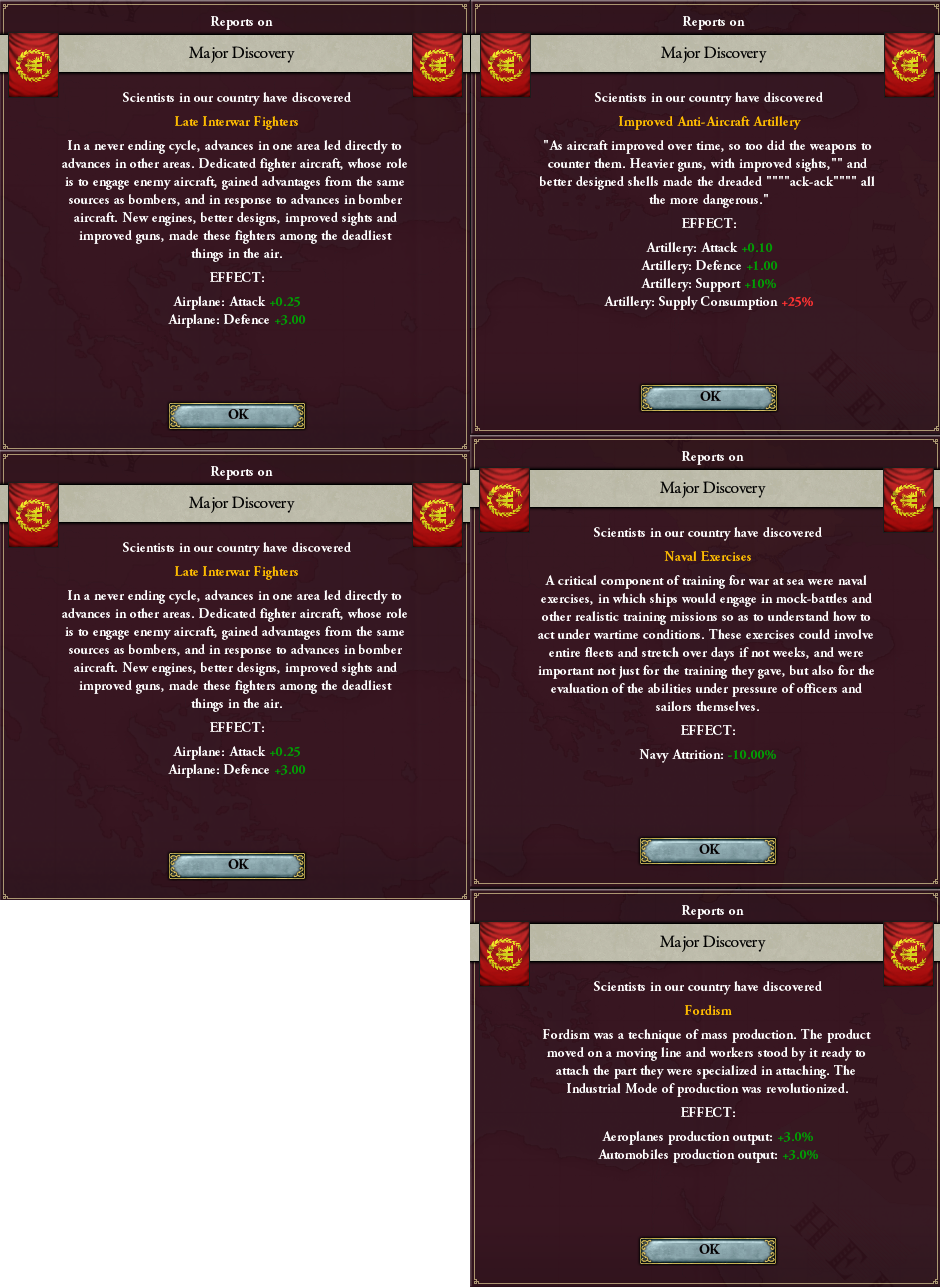 Reports on
Major Discovery
Scientists in our country have discovered
Late Interwar Fighters
In a never ending cycle, advances in one area led directly to
advances in other areas. Dedicated fighter aircraft, whose role
is to engage enemy aircraft, gained advantages from the same
sources as bombers, and in response to advances in bomber
aircraft. New engines, better designs, improved sights and
improved guns, made these fighters among the deadliest
things in the air.
EFFECT:
Airplane: Attack +0.25
Airplane: Defence +3.00
OK
Reports on
Major Discovery
Scientists in our country have discovered
Late Interwar Fighters
In a never ending cycle, advances in one area led directly to
advances in other areas. Dedicated fighter aircraft, whose role
is to engage enemy aircraft, gained advantages from the same
sources as bombers, and in response to advances in bomber
aircraft. New engines, better designs, improved sights and
improved guns, made these fighters among the deadliest
things in the air.
EFFECT:
Airplane: Attack +0.25
Airplane: Defence +3.00
OK
Reports on
Major Discovery
Scientists in our country have discovered
Improved Anti-Aircraft Artillery
"As aircraft improved over time, so too did the weapons to
counter them. Heavier guns, with improved sights,"" and
better designed shells made the dreaded """"ack-ack"""" all
the more dangerous."
EFFECT:
Artillery: Attack +0.10
Artillery: Defence +1.00
Artillery: Support +10%
Artillery: Supply Consumption +25%
OK
Reports on
Major Discovery
Scientists in our country have discovered
Naval Exercises
A critical component of training for war at sea were naval
exercises, in which ships would engage in mock-battles and
other realistic training missions so as to understand how to
act under wartime conditions. These exercises could involve
entire fleets and stretch over days if not weeks, and were
important not just for the training they gave, but also for the
evaluation of the abilities under pressure of officers and
sailors themselves.
EFFECT:
Navy Attrition: -10.00%
OK
Reports on
Major Discovery
Scientists in our country have discovered
Fordism
Fordism was a technique of mass production. The product
moved on a moving line and workers stood by it ready to
attach the part they were specialized in attaching. The
Industrial Mode of production was revolutionized.
EFFECT:
Aeroplanes production output: +3.0%
Automobiles production output: +3.0%
OK